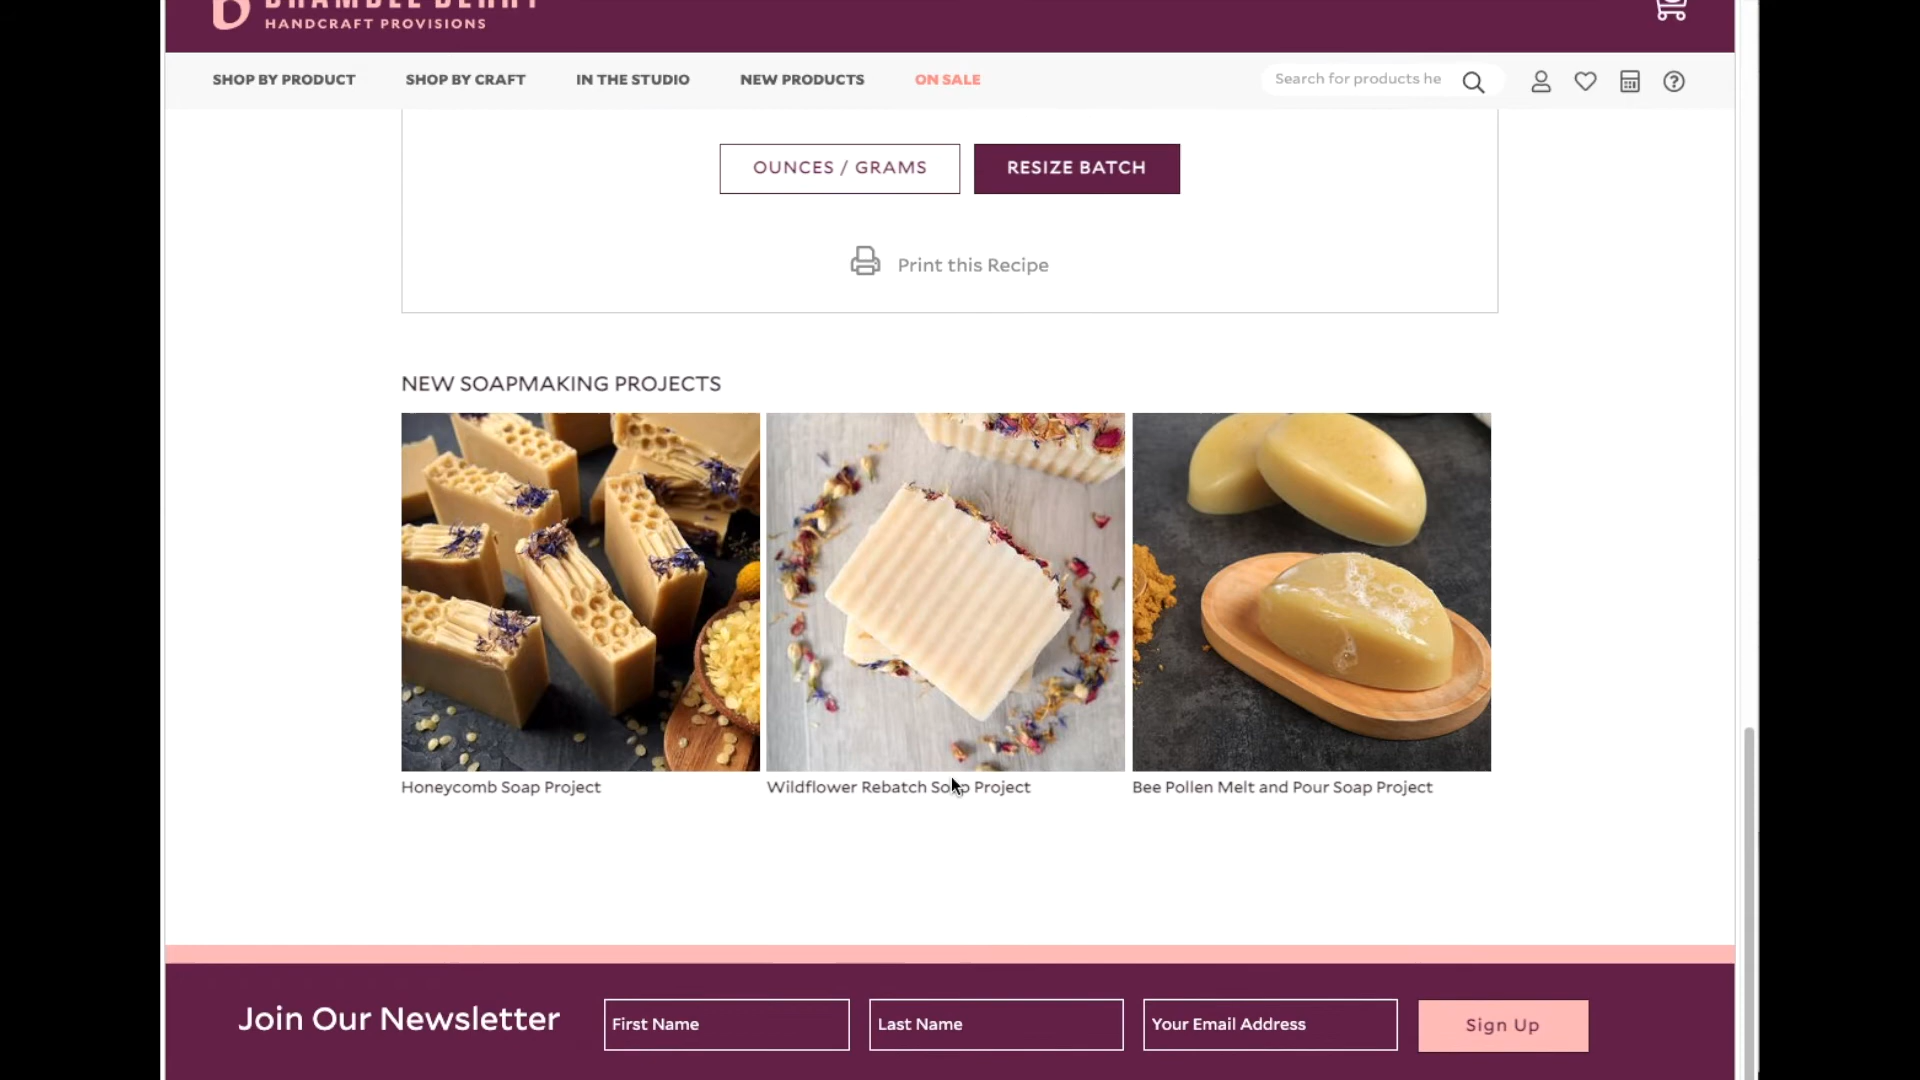 BRAMBLE BERRY
HANDCRAFT PROVISIONS
SHOP BY PRODUCT SHOP BY CRAFT IN THE STUDIO NEW PRODUCTS ON SALE Search for products he
OUNCES / GRAMS RESIZE BATCH
Print this Recipe
NEW SOAPMAKING PROJECTS
Honeycomb Soap Project Wildflower Rebatch Soap Project Bee Pollen Melt and Pour Soap Project
Join Our Newsletter First Name Last Name Your Email Address Sign Up